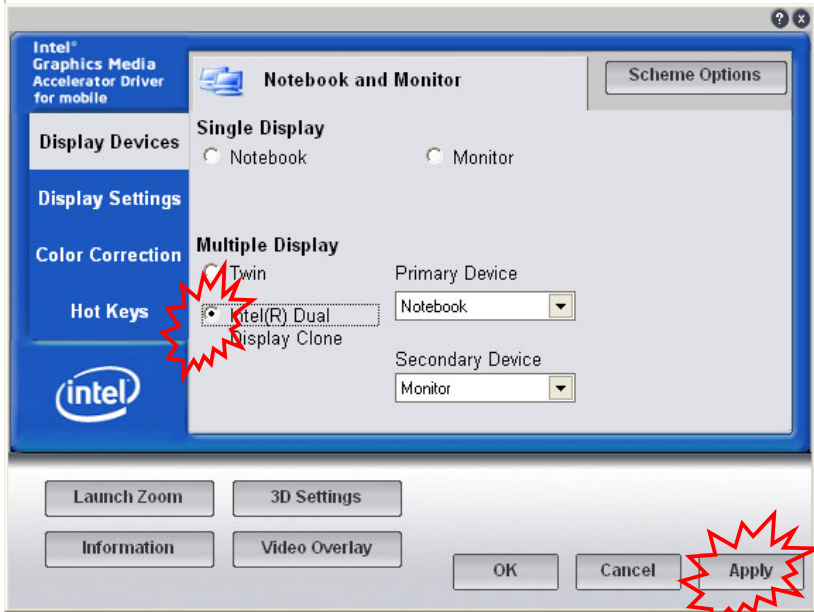 Intel®
Graphics Media
Accelerator Driver
for mobile
Notebook and Monitor
Scheme Options
Display Devices
Display Settings
Color Correction
Hot Keys
intel
Single Display
Notebook
Monitor
Multiple Display
Twin
Intel(R) Dual
Display Clone
Primary Device
Notebook
Secondary Device
Monitor
Launch Zoom
3D Settings
Information
Video Overlay
OK
Cancel
Apply